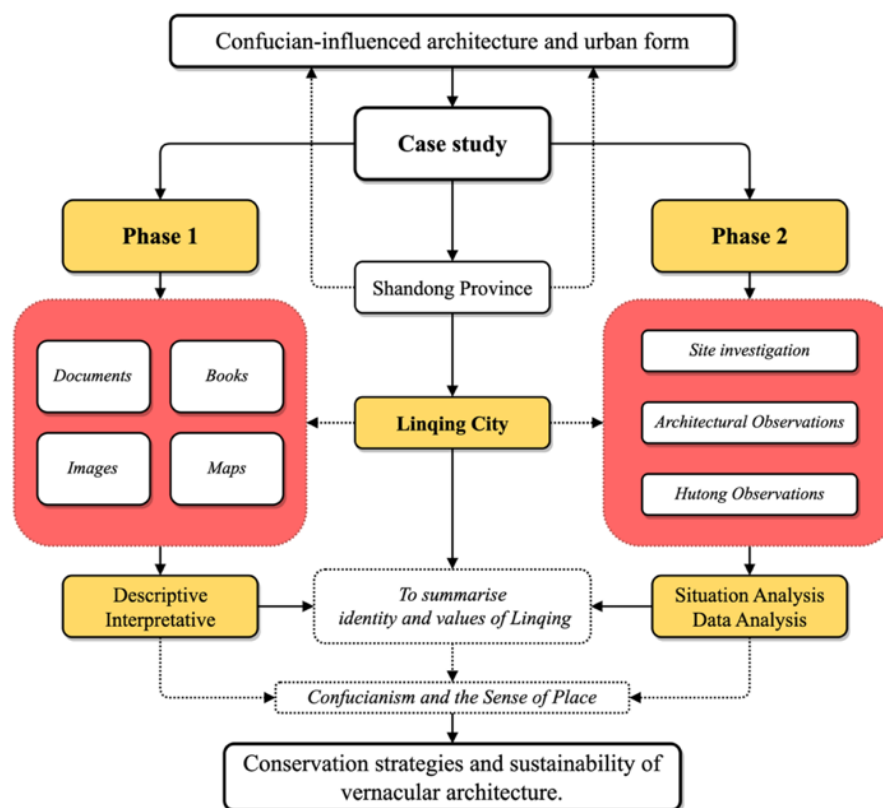 Confucian-influenced architecture and urban form
Case study
Phase 1
Phase 2
Shandong Province
Documents
Books
Images
Maps
Linqing City
Site investigation
Architectural Observations
Hutong Observations
Descriptive
Interpretative
To summarise
identity and values of Linqing
Situation Analysis
Data Analysis
Confucianism and the Sense of Place
Conservation strategies and sustainability of
vernacular architecture.